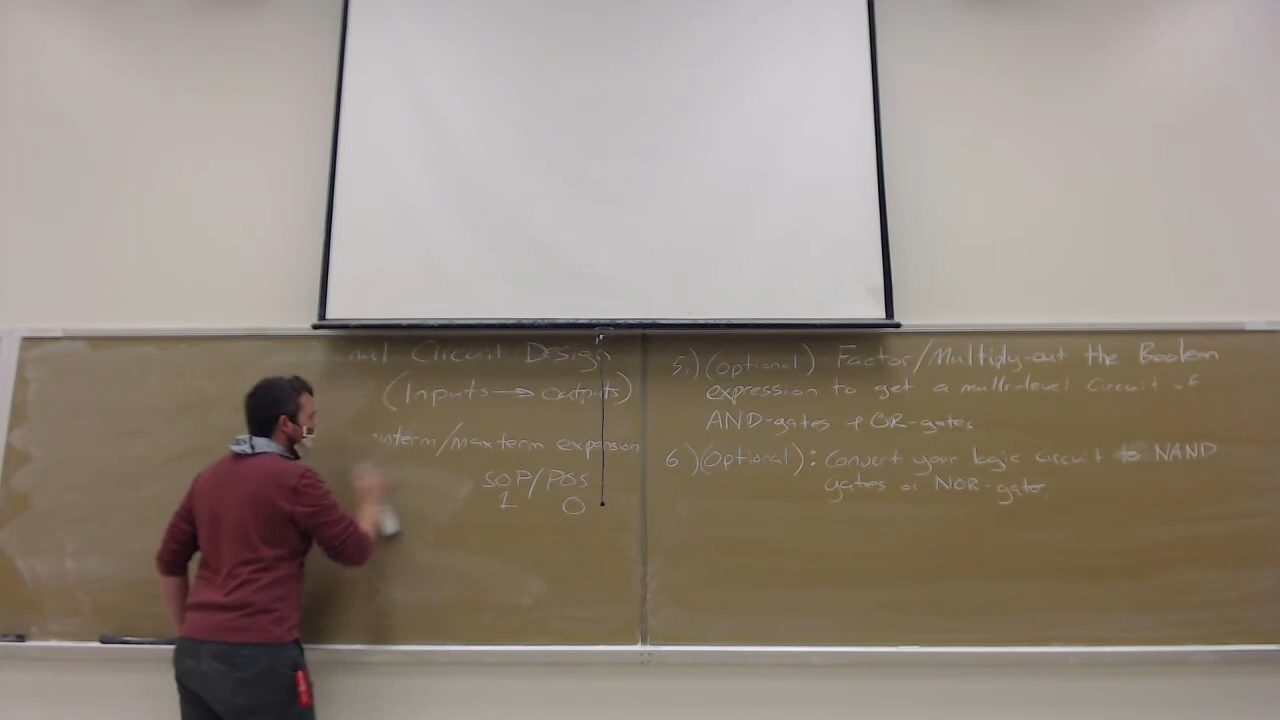 nal Circuit Design
(Inputs → outputs)
interm/maxterm expansion
SOP/POS
1 0
5.) (optional) Factor/Multiply-out the Boolean
expression to get a multi-level circuit of
AND-gates + OR-gates
6) (Optional): Convert your logic circuit to NAND
gates or NOR-gate